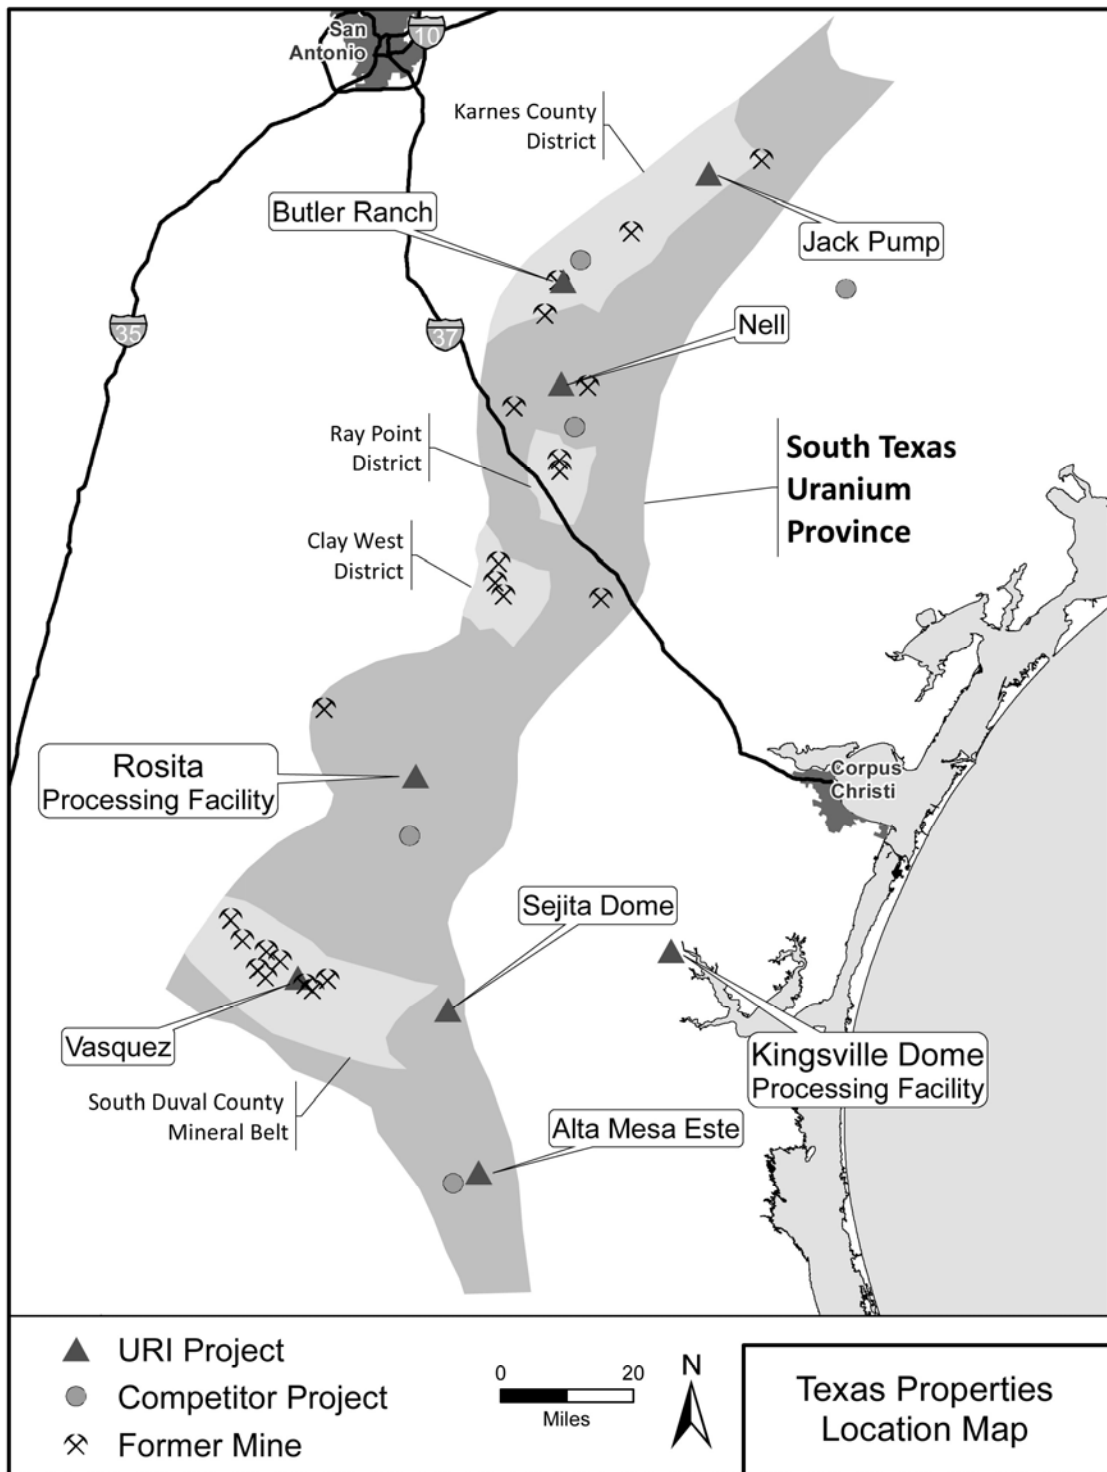 San
Antonio
10
Karnes County
District
Butler Ranch
Jack Pump
35
37
Nell
Ray Point
District
South Texas
Uranium
Province
Clay West
District
Rosita
Processing Facility
Corpus
Christi
Sejita Dome
Vasquez
Kingsville Dome
Processing Facility
South Duval County
Mineral Belt
Alta Mesa Este
URI Project
Competitor Project
Former Mine
0 20
Miles
N
Texas Properties
Location Map